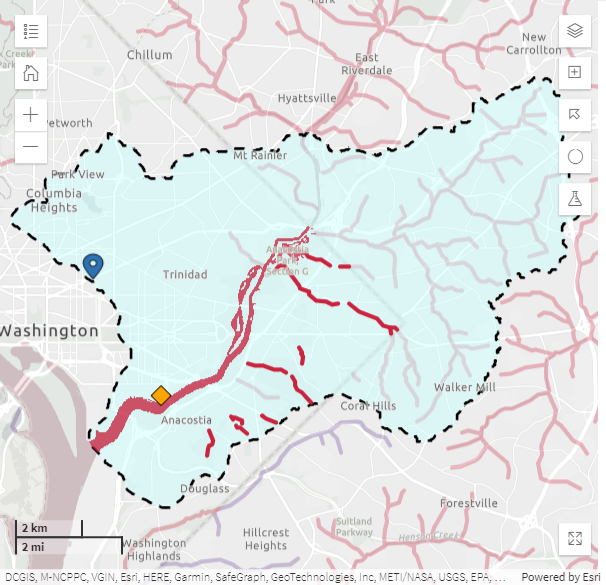 Park
Chillum
New
Carrollton
East
Riverdale
Hyattsville
Mt Rainier
Park View
Columbia
Heights
Anacostia
Park,
Section G
Trinidad
Washington
Walker Mill
Coral Hills
Anacostia
Douglass
Forestville
Suitland
Parkway
Hillcrest
Heights
Henson Creek
Washington
Highlands
2 km
2 mi
DCGIS, M-NCPPC, VGIN, Esri, HERE, Garmin, SafeGraph, GeoTechnologies, Inc, METI/NASA, USGS, EPA, ... Powered by Esri